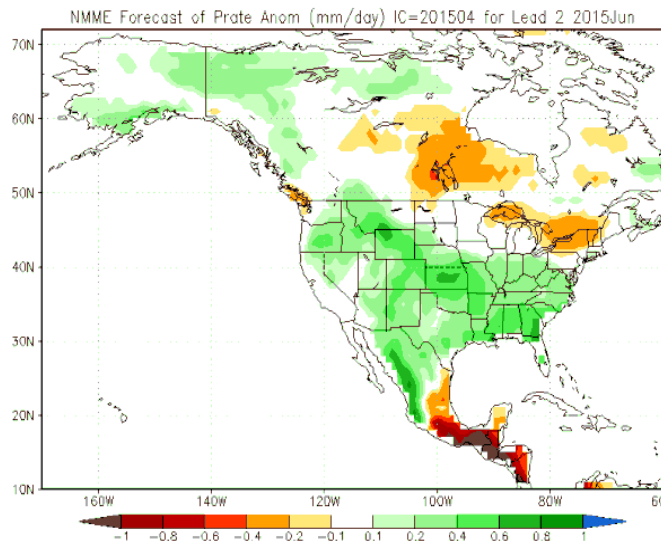 NMME Forecast of Prate Anom (mm/day) IC=201504 for Lead 2 2015Jun
70N
60N
50N
40N
30N
20N
10N
160W 140W 120W 100W 80W 60
-1 -0.8 -0.6 -0.4 -0.2 -0.1 0.1 0.2 0.4 0.6 0.8 1